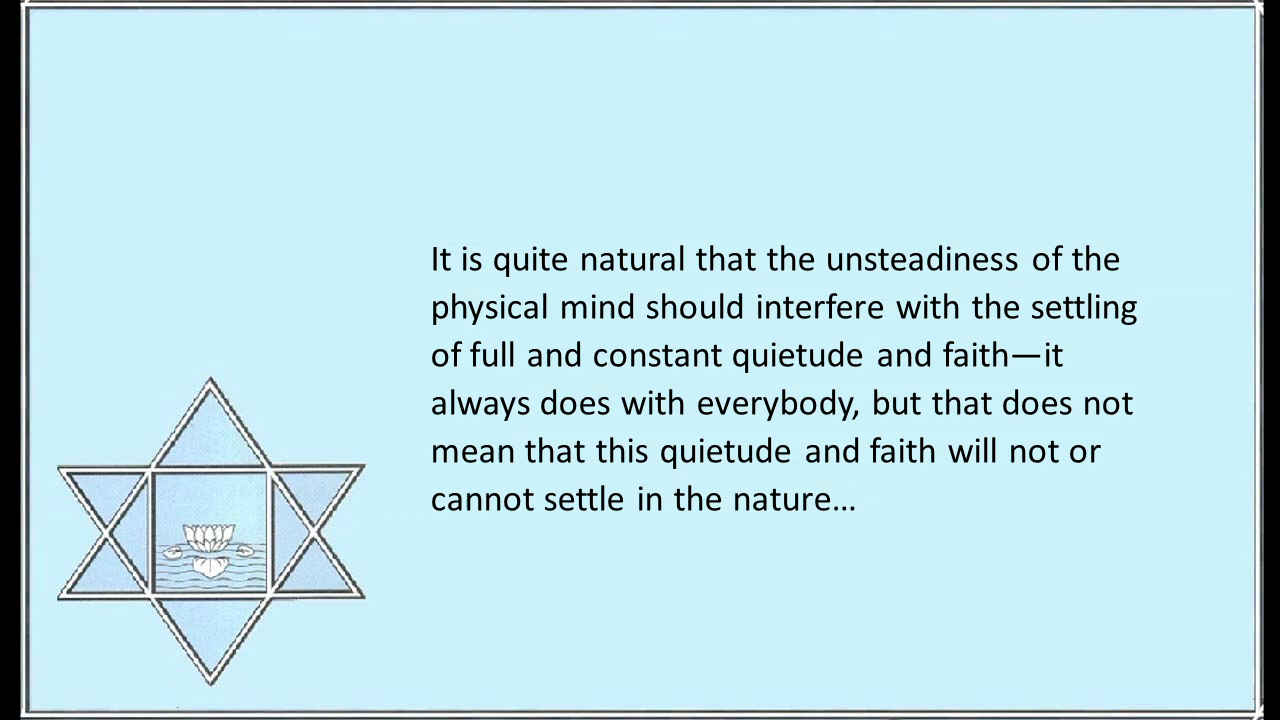 It is quite natural that the unsteadiness of the
physical mind should interfere with the settling
of full and constant quietude and faith—it
always does with everybody, but that does not
mean that this quietude and faith will not or
cannot settle in the nature…